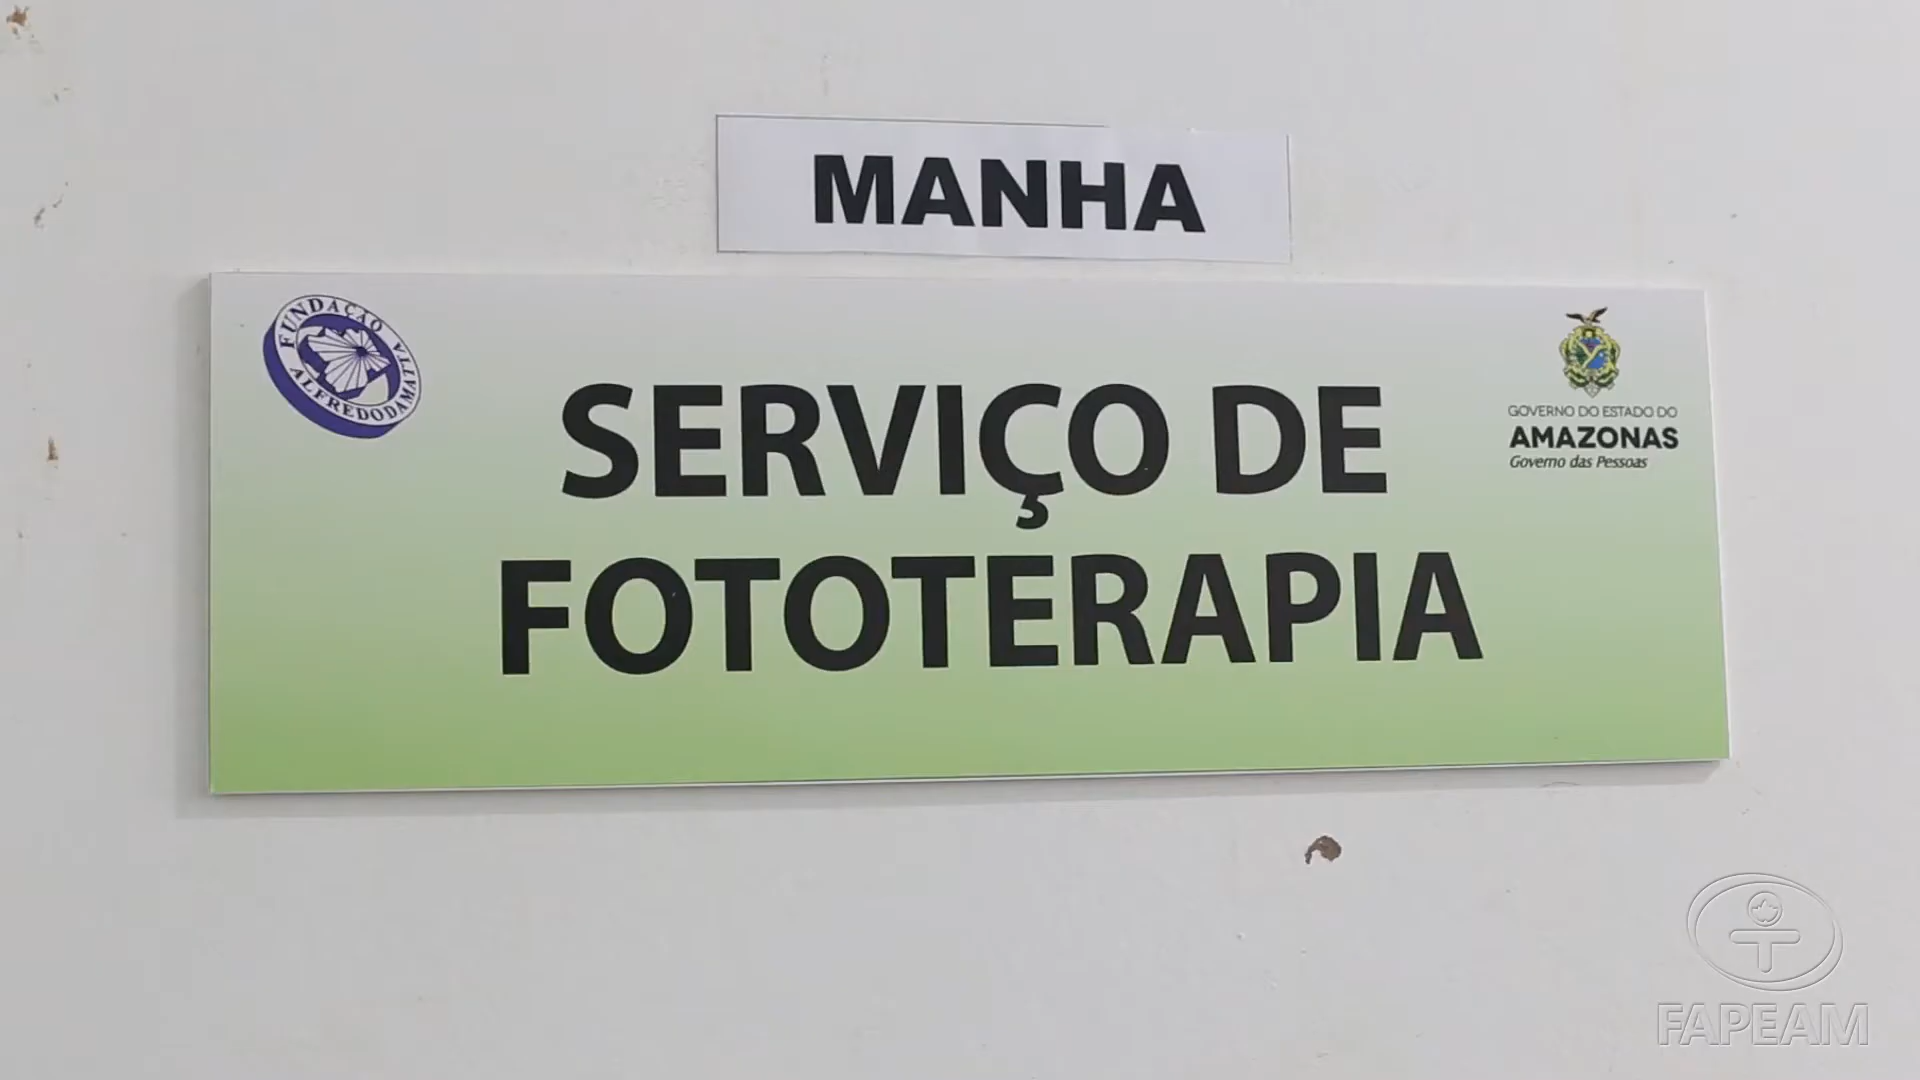 MANHA
FUNDAÇÃO
ALFREDO DA MATTA
SERVIÇO DE
FOTOTERAPIA
GOVERNO DO ESTADO DO
AMAZONAS
Governo das Pessoas
FAPEAM